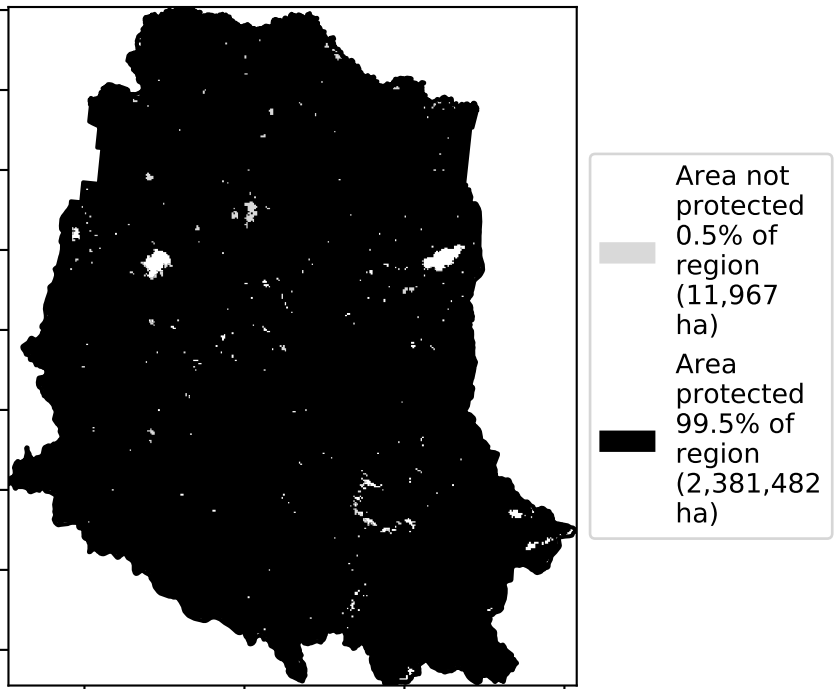 Area not
protected
0.5% of
region
(11,967
ha)
Area
protected
99.5% of
region
(2,381,482
ha)